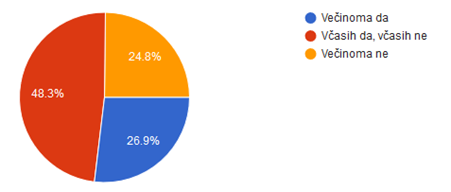 24.8%
48.3%
26.9%
Večinoma da
Včasih da, včasih ne
Večinoma ne